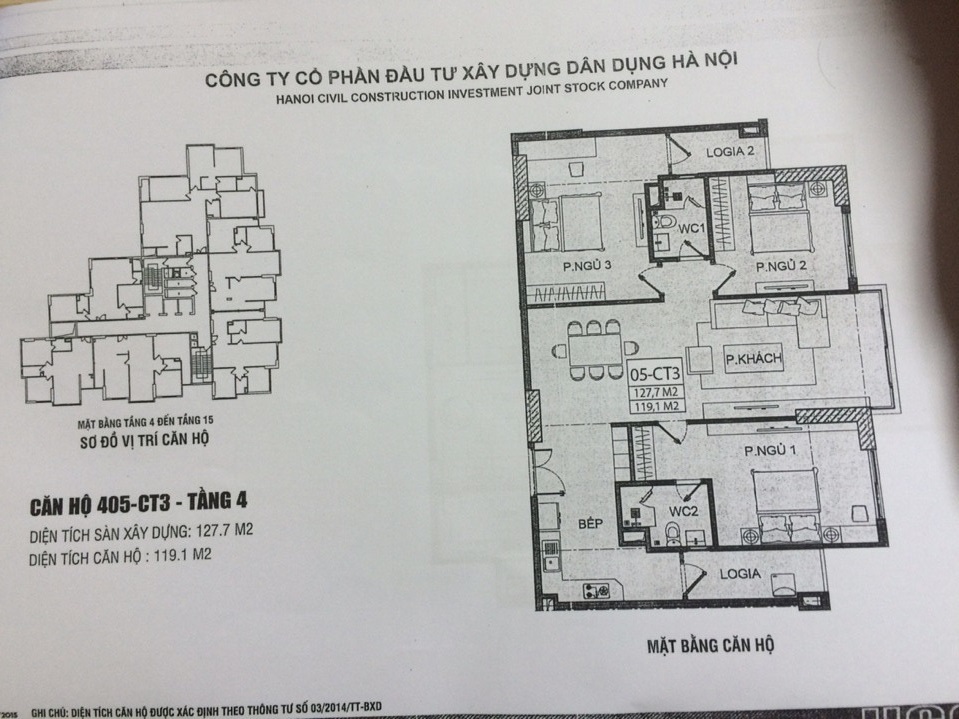 CÔNG TY CỔ PHẦN ĐẦU TƯ XÂY DỰNG DÂN DỤNG HÀ NỘI
HANOI CIVIL CONSTRUCTION INVESTMENT JOINT STOCK COMPANY
MẶT BẰNG TẦNG 4 ĐẾN TẦNG 15
SƠ ĐỒ VỊ TRÍ CĂN HỘ
CĂN HỘ 405-CT3 - TẦNG 4
DIỆN TÍCH SÀN XÂY DỰNG: 127.7 M2
DIỆN TÍCH CĂN HỘ : 119.1 M2
LOGIA 2
WC1
P.NGỦ 3
P.NGỦ 2
P.KHÁCH
05-CT3
127,7 M2
119,1 M2
P.NGỦ 1
WC2
BẾP
LOGIA
MẶT BẰNG CĂN HỘ
2015
GHI CHÚ: DIỆN TÍCH CĂN HỘ ĐƯỢC XÁC ĐỊNH THEO THÔNG TƯ SỐ 03/2014/TT-BXD